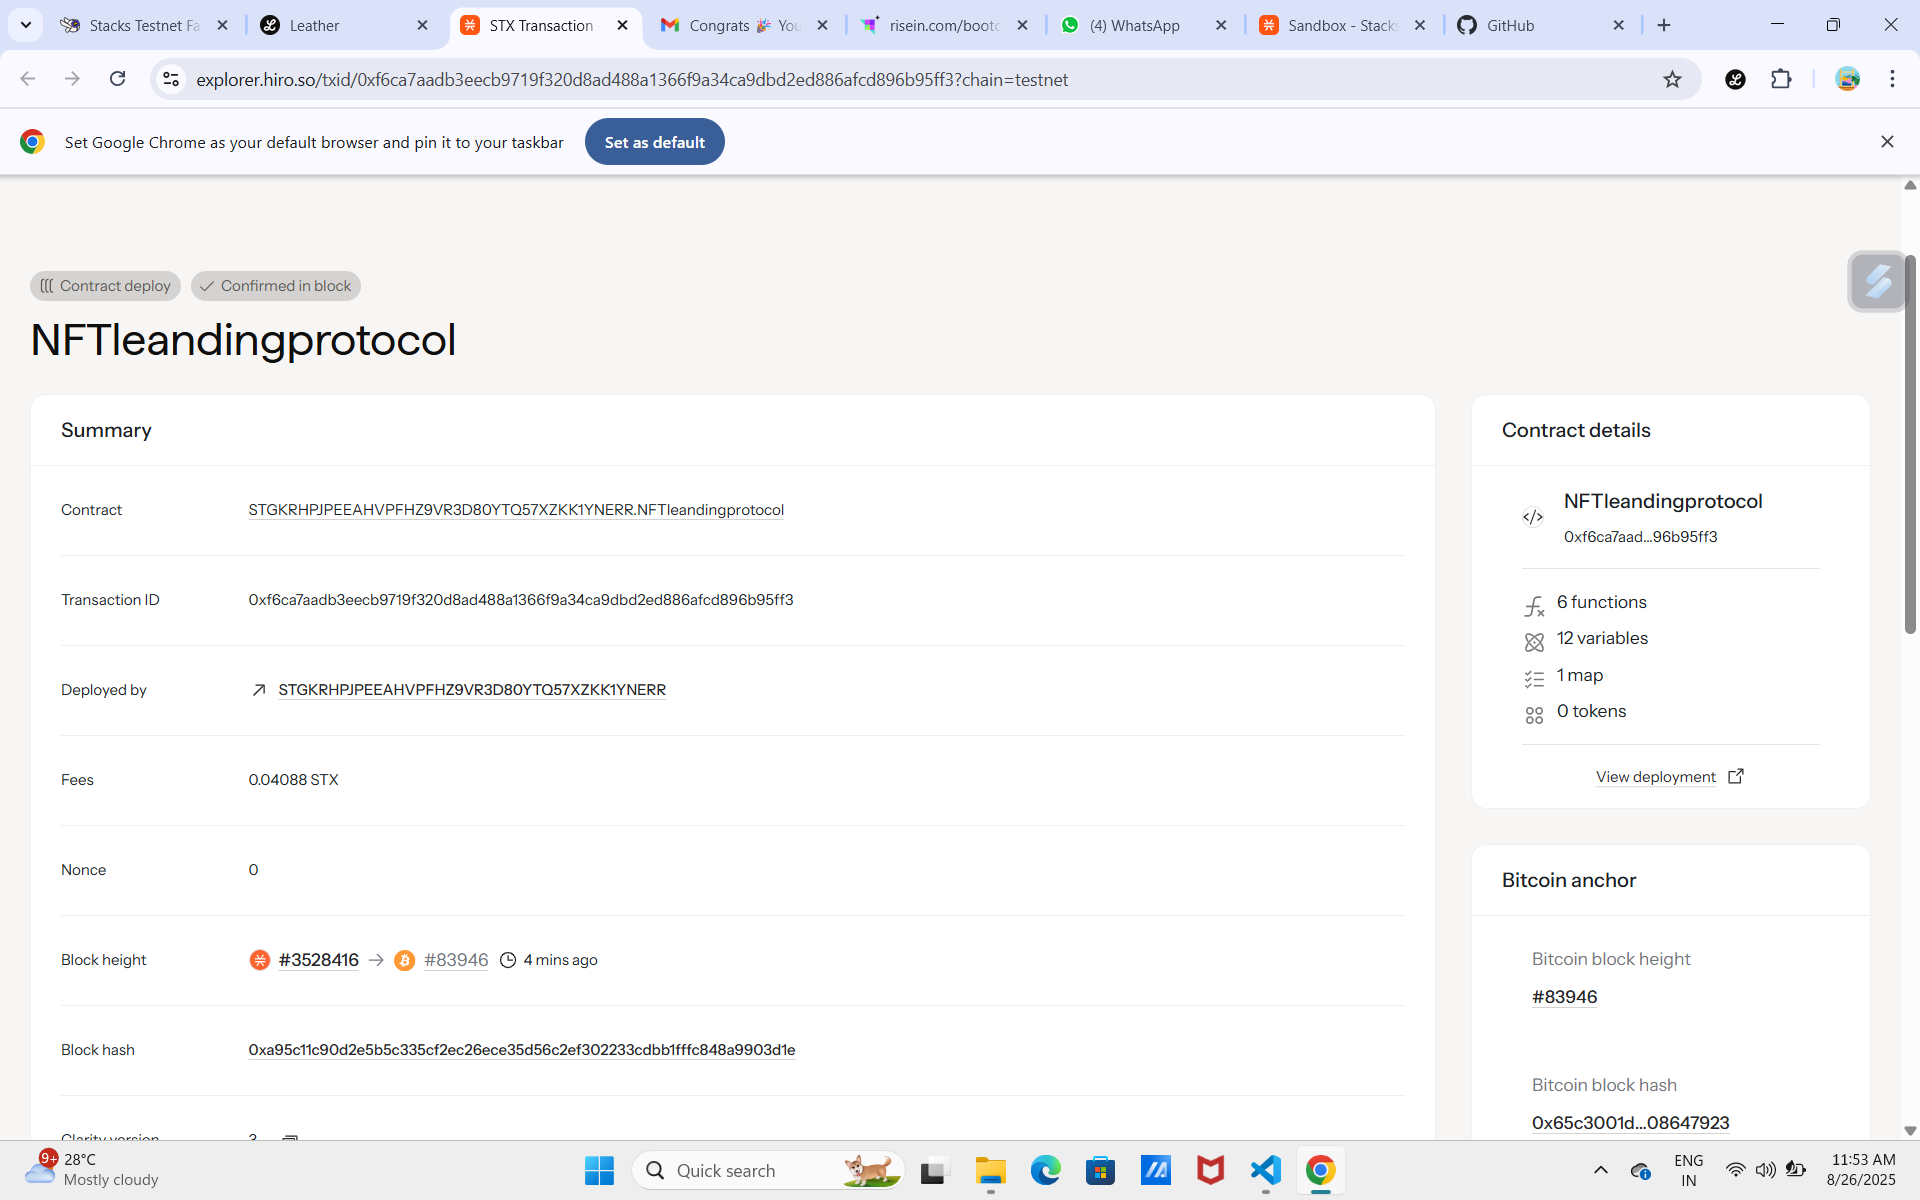 Stacks Testnet Fa
Leather
STX Transaction -
Congrats 🎉 You
risein.com/bootc
(4) WhatsApp
Sandbox - Stacks
GitHub
explorer.hiro.so/txid/0xf6ca7aadb3eecb9719f320d8ad488a1366f9a34ca9dbd2ed886afcd896b95ff3?chain=testnet
Set Google Chrome as your default browser and pin it to your taskbar
Set as default
Contract deploy
Confirmed in block
NFTleandingprotocol
Summary
Contract
STGKRHPJPEEAHVPFHZ9VR3D80YTQ57XZKK1YNERR.NFTleandingprotocol
Transaction ID
0xf6ca7aadb3eecb9719f320d8ad488a1366f9a34ca9dbd2ed886afcd896b95ff3
Deployed by
STGKRHPJPEEAHVPFHZ9VR3D80YTQ57XZKK1YNERR
Fees
0.04088 STX
Nonce
0
Block height
#3528416 → #83946 4 mins ago
Block hash
0xa95c11c90d2e5b5c335cf2ec26ece35d56c2ef302233cdbb1fffc848a9903d1e
Clarity version
3
Contract details
NFTleandingprotocol
0xf6ca7aad...96b95ff3
6 functions
12 variables
1 map
0 tokens
View deployment
Bitcoin anchor
Bitcoin block height
#83946
Bitcoin block hash
0x65c3001d...08647923
9+
28°C
Mostly cloudy
Quick search
ENG
IN
11:53 AM
8/26/2025